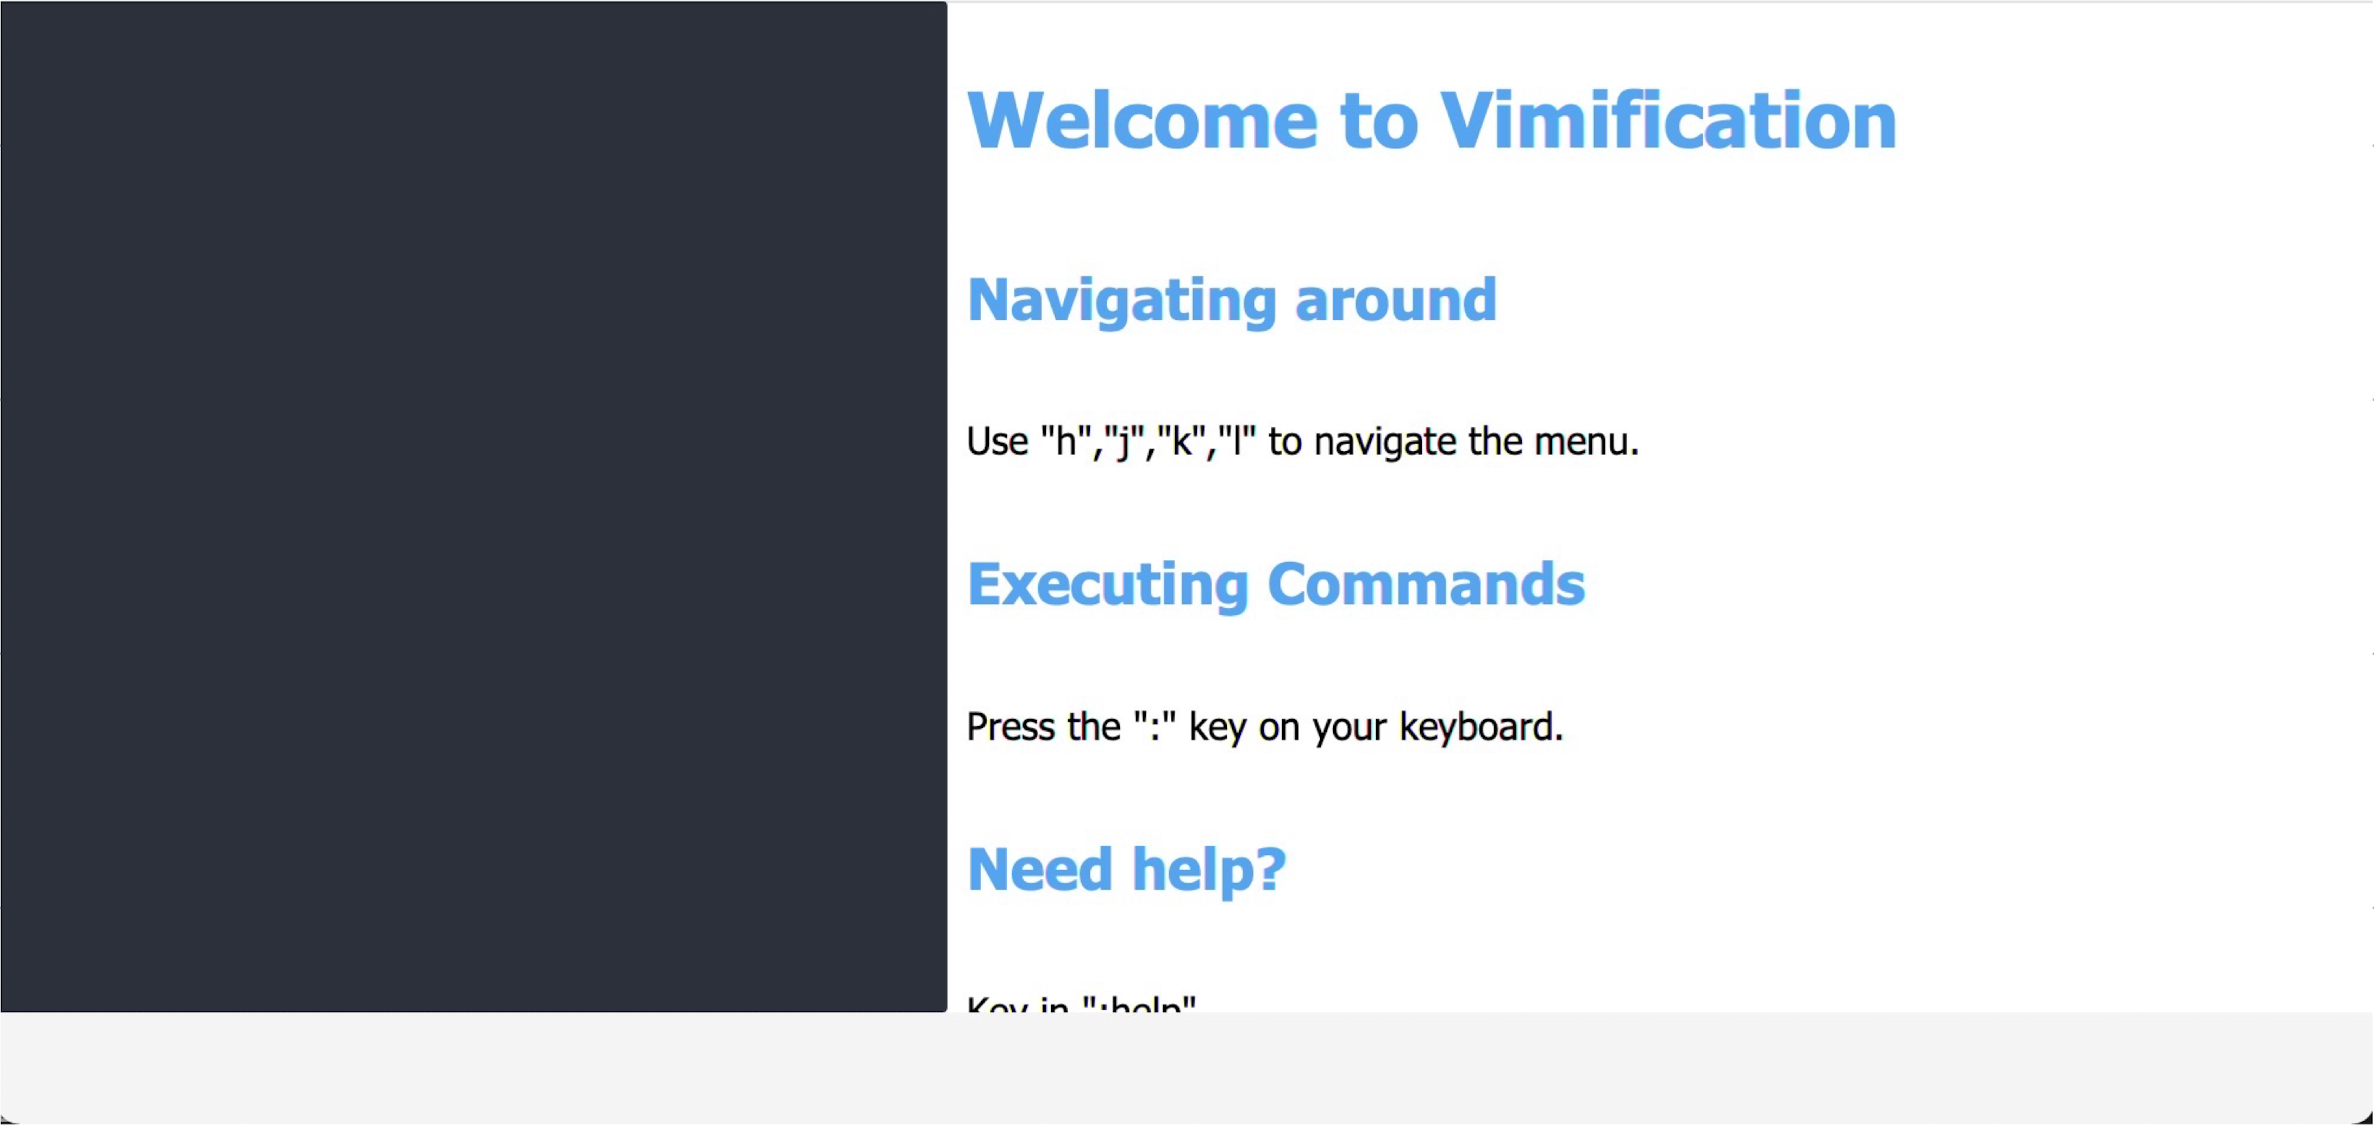 Welcome to Vimification
Navigating around
Use "h","j","k","l" to navigate the menu.
Executing Commands
Press the ":" key on your keyboard.
Need help?
Key in ":help"